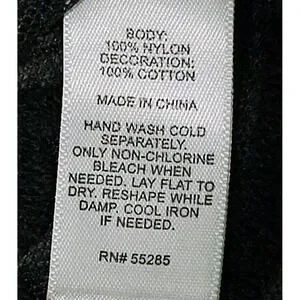 BODY:
100% NYLON
DECORATION:
100% COTTON
MADE IN CHINA
HAND WASH COLD
SEPARATELY.
ONLY NON-CHLORINE
BLEACH WHEN
NEEDED. LAY FLAT TO
DRY. RESHAPE WHILE
DAMP. COOL IRON
IF NEEDED.
RN# 55285